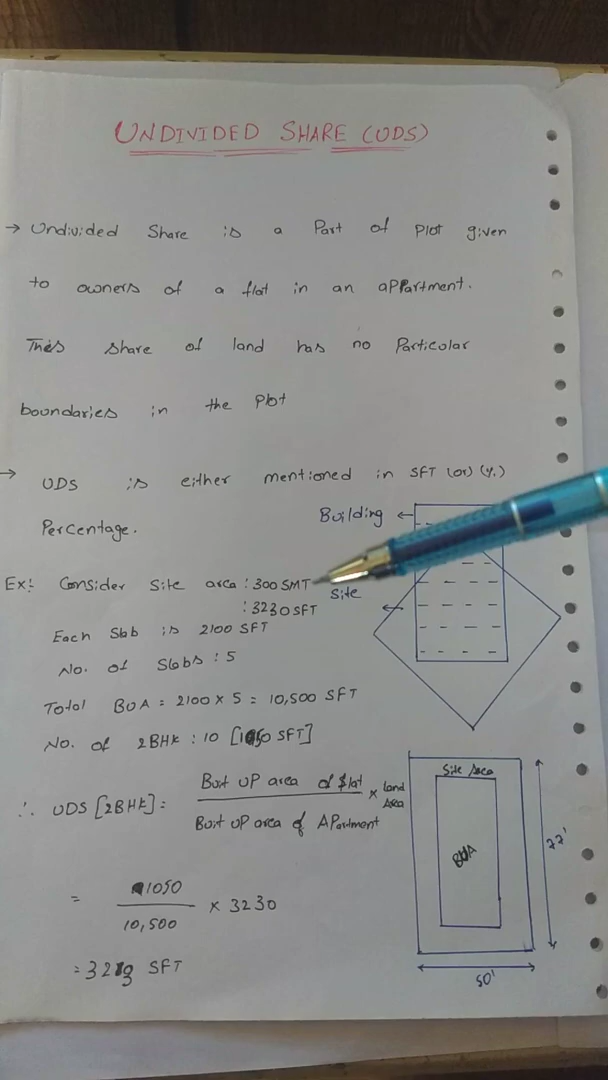 UNDIVIDED SHARE (UDS)
→ Undivided Share is a Part of Plot given
to owners of a flat in an appartment.
This share of land has no Particular
boundaries in the Plot
→ UDS is either mentioned in SFT (or) (%)
Percentage.
Building ←
Ex: Consider Site area : 300 SMT
Site
: 3230 SFT
Each Slab is 2100 SFT
No. of Slabs : 5
Total BUA = 2100 x 5 = 10,500 SFT
No. of 2BHK : 10 [1050 SFT]
∴ UDS [2BHK] = Buit UP area of flat x land Area
Buit UP area of APartment
= 1050 x 3230
10,500
= 323 SFT
Site Area
BUA
50'